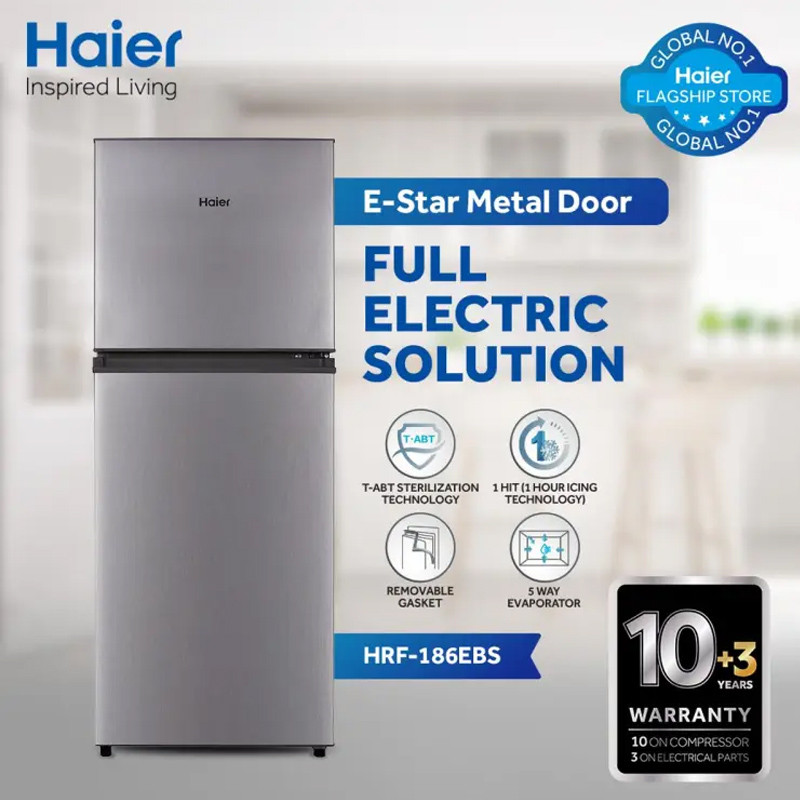 Haier
Inspired Living
GLOBAL NO.1
Haier
FLAGSHIP STORE
GLOBAL NO.1
Haier
E-Star Metal Door
FULL
ELECTRIC
SOLUTION
T-ABT
T-ABT STERILIZATION
TECHNOLOGY
1
1 HIT (1 HOUR ICING
TECHNOLOGY)
REMOVABLE
GASKET
5 WAY
EVAPORATOR
HRF-186EBS
10+3
YEARS
WARRANTY
10 ON COMPRESSOR
3 ON ELECTRICAL PARTS